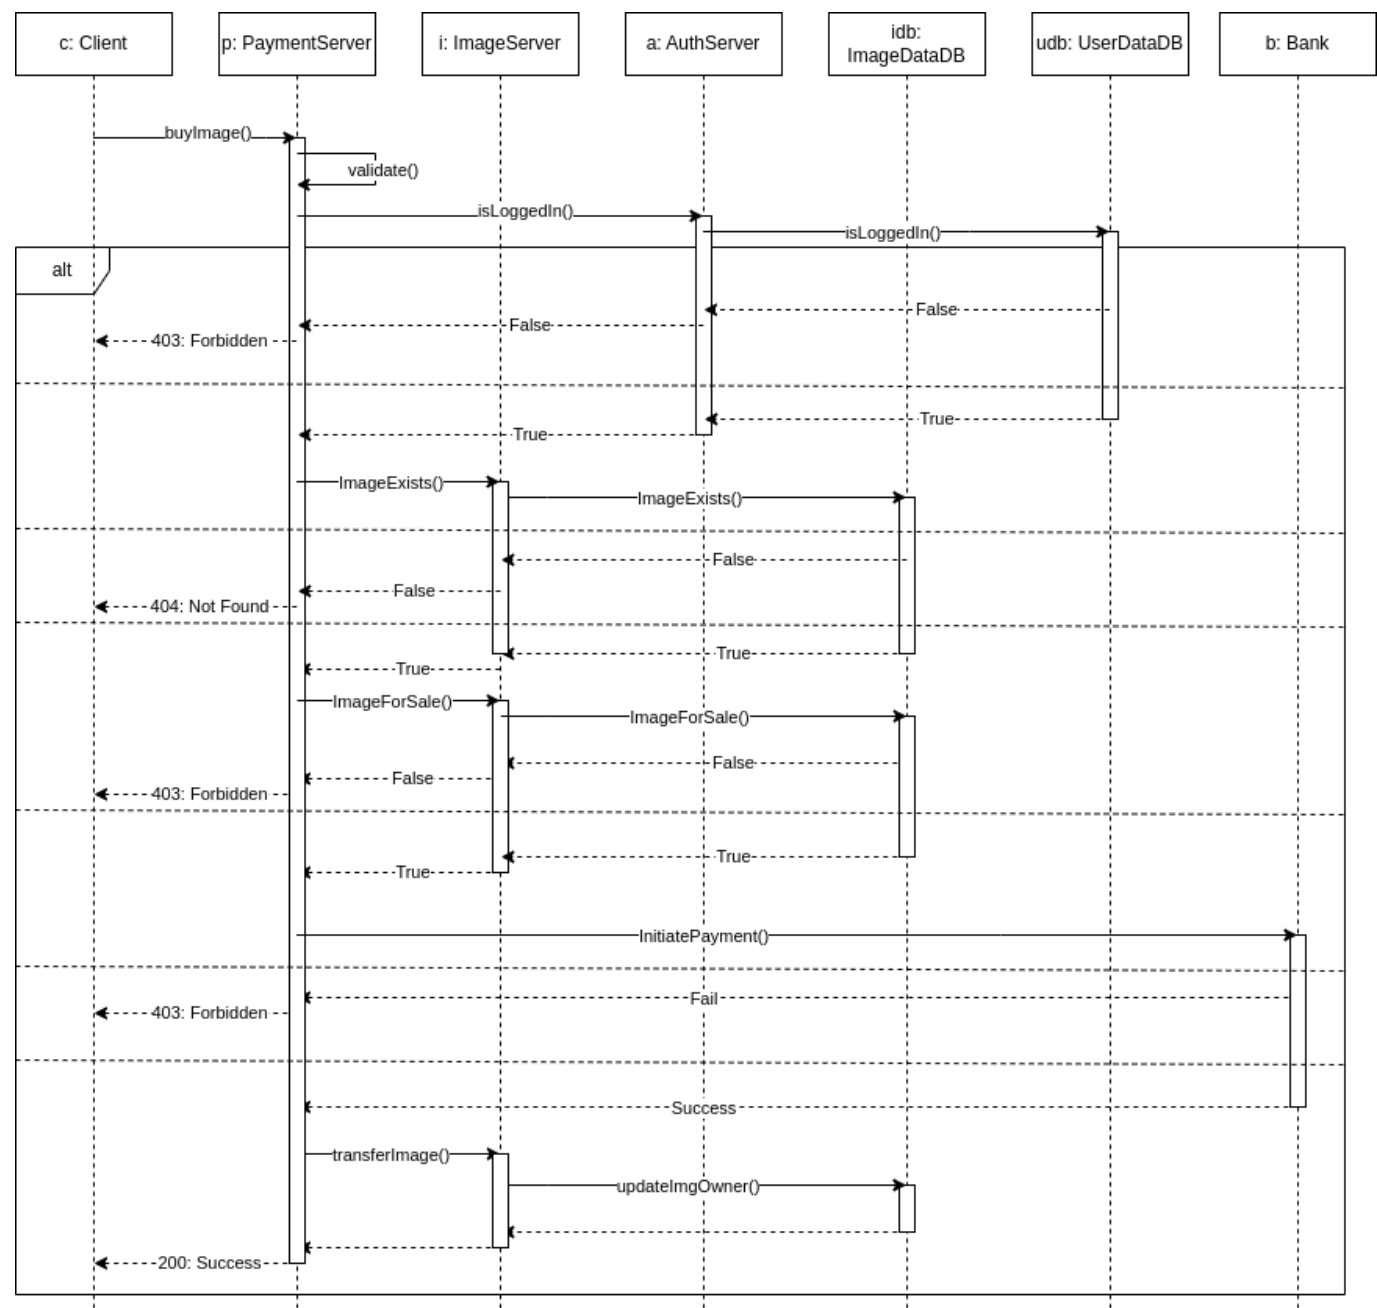 c: Client
p: PaymentServer
i: ImageServer
a: AuthServer
idb:
ImageDataDB
udb: UserDataDB
b: Bank
buyImage()
validate()
isLoggedIn()
isLoggedIn()
alt
False
False
403: Forbidden
True
True
ImageExists()
ImageExists()
False
False
404: Not Found
True
True
ImageForSale()
ImageForSale()
False
False
403: Forbidden
True
True
InitiatePayment()
Fail
403: Forbidden
Success
transferImage()
updateImgOwner()
200: Success